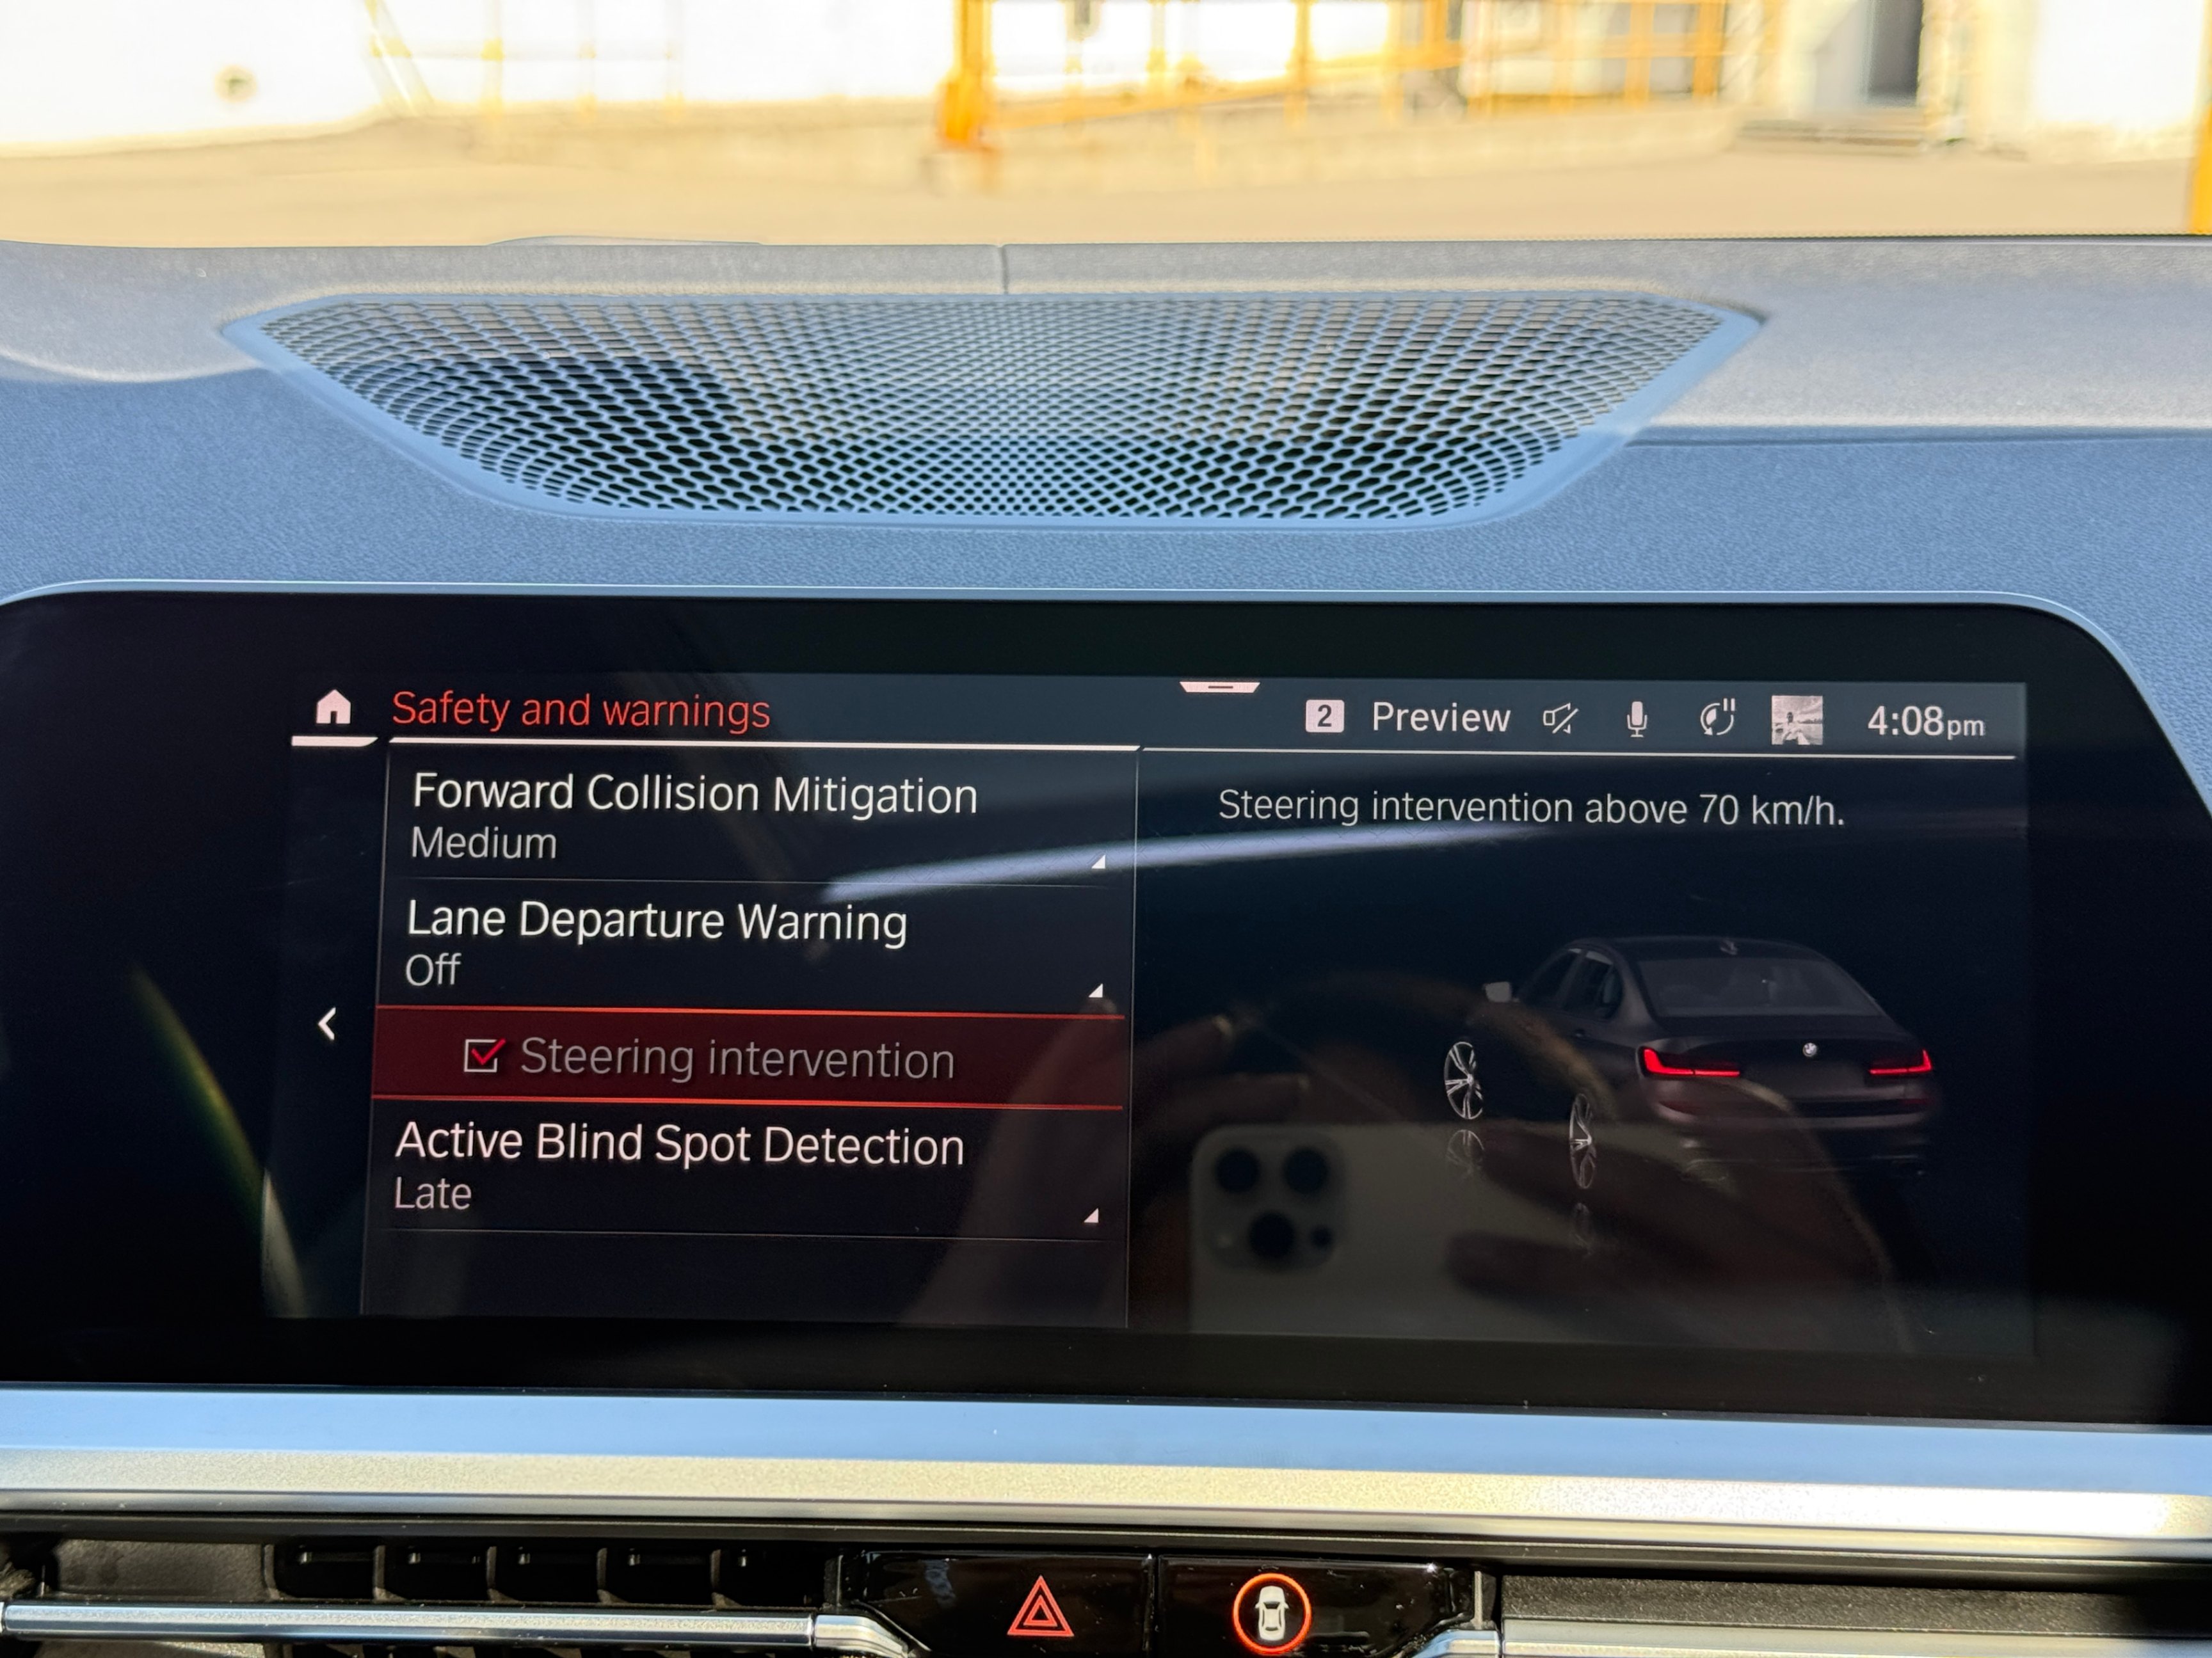 Safety and warnings
2 Preview 4:08pm
Forward Collision Mitigation
Medium
Lane Departure Warning
Off
Steering intervention
Active Blind Spot Detection
Late
Steering intervention above 70 km/h.